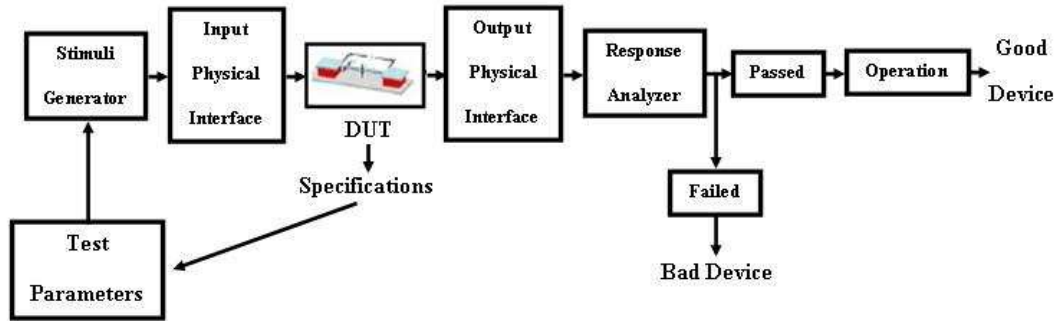 Stimuli
Generator
Input
Physical
Interface
DUT
Specifications
Test
Parameters
Output
Physical
Interface
Response
Analyzer
Passed
Operation
Good
Device
Failed
Bad Device